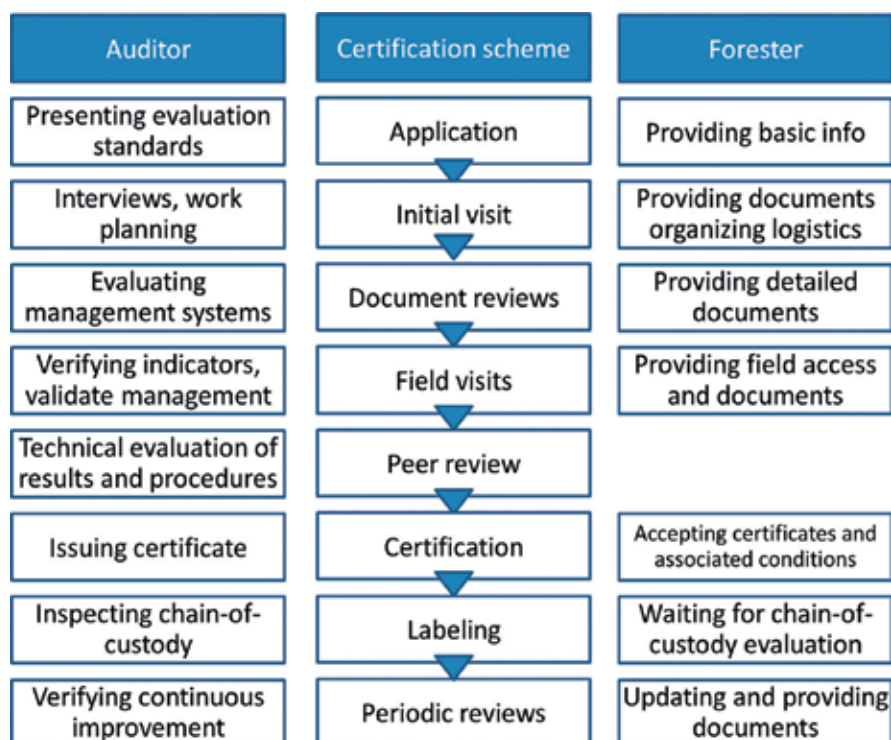 Auditor
Certification scheme
Forester
Presenting evaluation
standards
Application
Providing basic info
Interviews, work
planning
Initial visit
Providing documents
organizing logistics
Evaluating
management systems
Document reviews
Providing detailed
documents
Verifying indicators,
validate management
Field visits
Providing field access
and documents
Technical evaluation of
results and procedures
Peer review
Issuing certificate
Certification
Accepting certificates and
associated conditions
Inspecting chain-of-
custody
Labeling
Waiting for chain-of-
custody evaluation
Verifying continuous
improvement
Periodic reviews
Updating and providing
documents